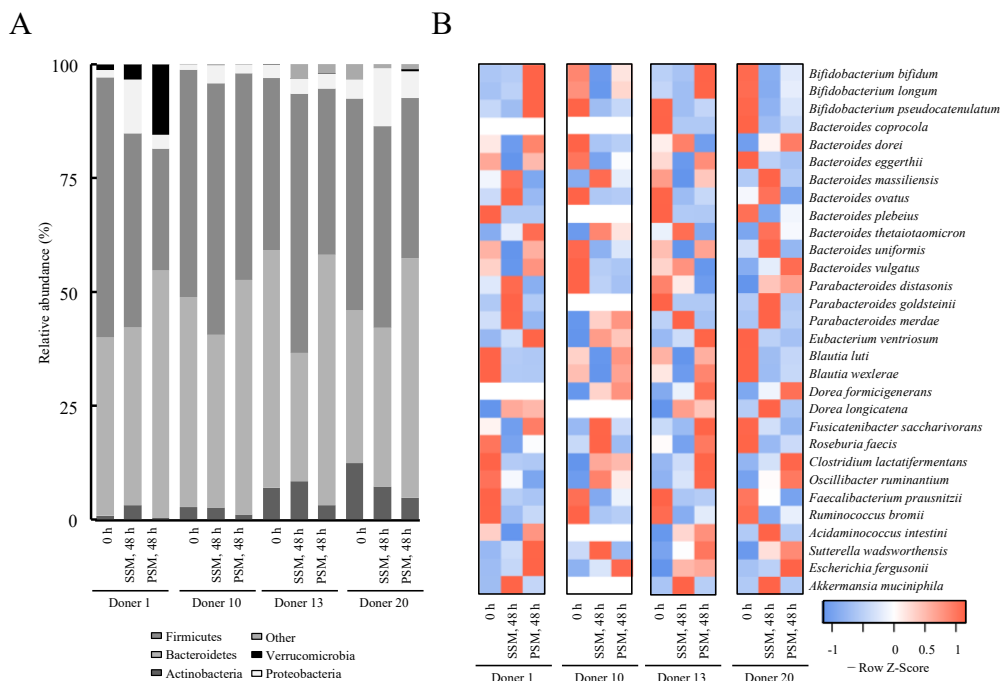 A
B
Relative abundance (%)
100
75
50
25
0
0 h
SSM, 48 h
PSM, 48 h
0 h
SSM, 48 h
PSM, 48 h
0 h
SSM, 48 h
PSM, 48 h
0 h
SSM, 48 h
PSM, 48 h
Doner 1
Doner 10
Doner 13
Doner 20
Firmicutes
Bacteroidetes
Actinobacteria
Other
Verrucomicrobia
Proteobacteria
Bifidobacterium bifidum
Bifidobacterium longum
Bifidobacterium pseudocatenulatum
Bacteroides coprocola
Bacteroides dorei
Bacteroides eggerthii
Bacteroides massiliensis
Bacteroides ovatus
Bacteroides plebeius
Bacteroides thetaiotaomicron
Bacteroides uniformis
Bacteroides vulgatus
Parabacteroides distasonis
Parabacteroides goldsteinii
Parabacteroides merdae
Eubacterium ventriosum
Blautia luti
Blautia wexlerae
Dorea formicigenerans
Dorea longicatena
Fusicatenibacter saccharivorans
Roseburia faecis
Clostridium lactatifermentans
Oscillibacter ruminantium
Faecalibacterium prausnitzii
Ruminococcus bromii
Acidaminococcus intestini
Sutterella wadsworthensis
Escherichia fergusonii
Akkermansia muciniphila
0 h
SSM, 48 h
PSM, 48 h
0 h
SSM, 48 h
PSM, 48 h
0 h
SSM, 48 h
PSM, 48 h
0 h
SSM, 48 h
PSM, 48 h
Doner 1
Doner 10
Doner 13
Doner 20
-1
0
1
– Row Z-Score